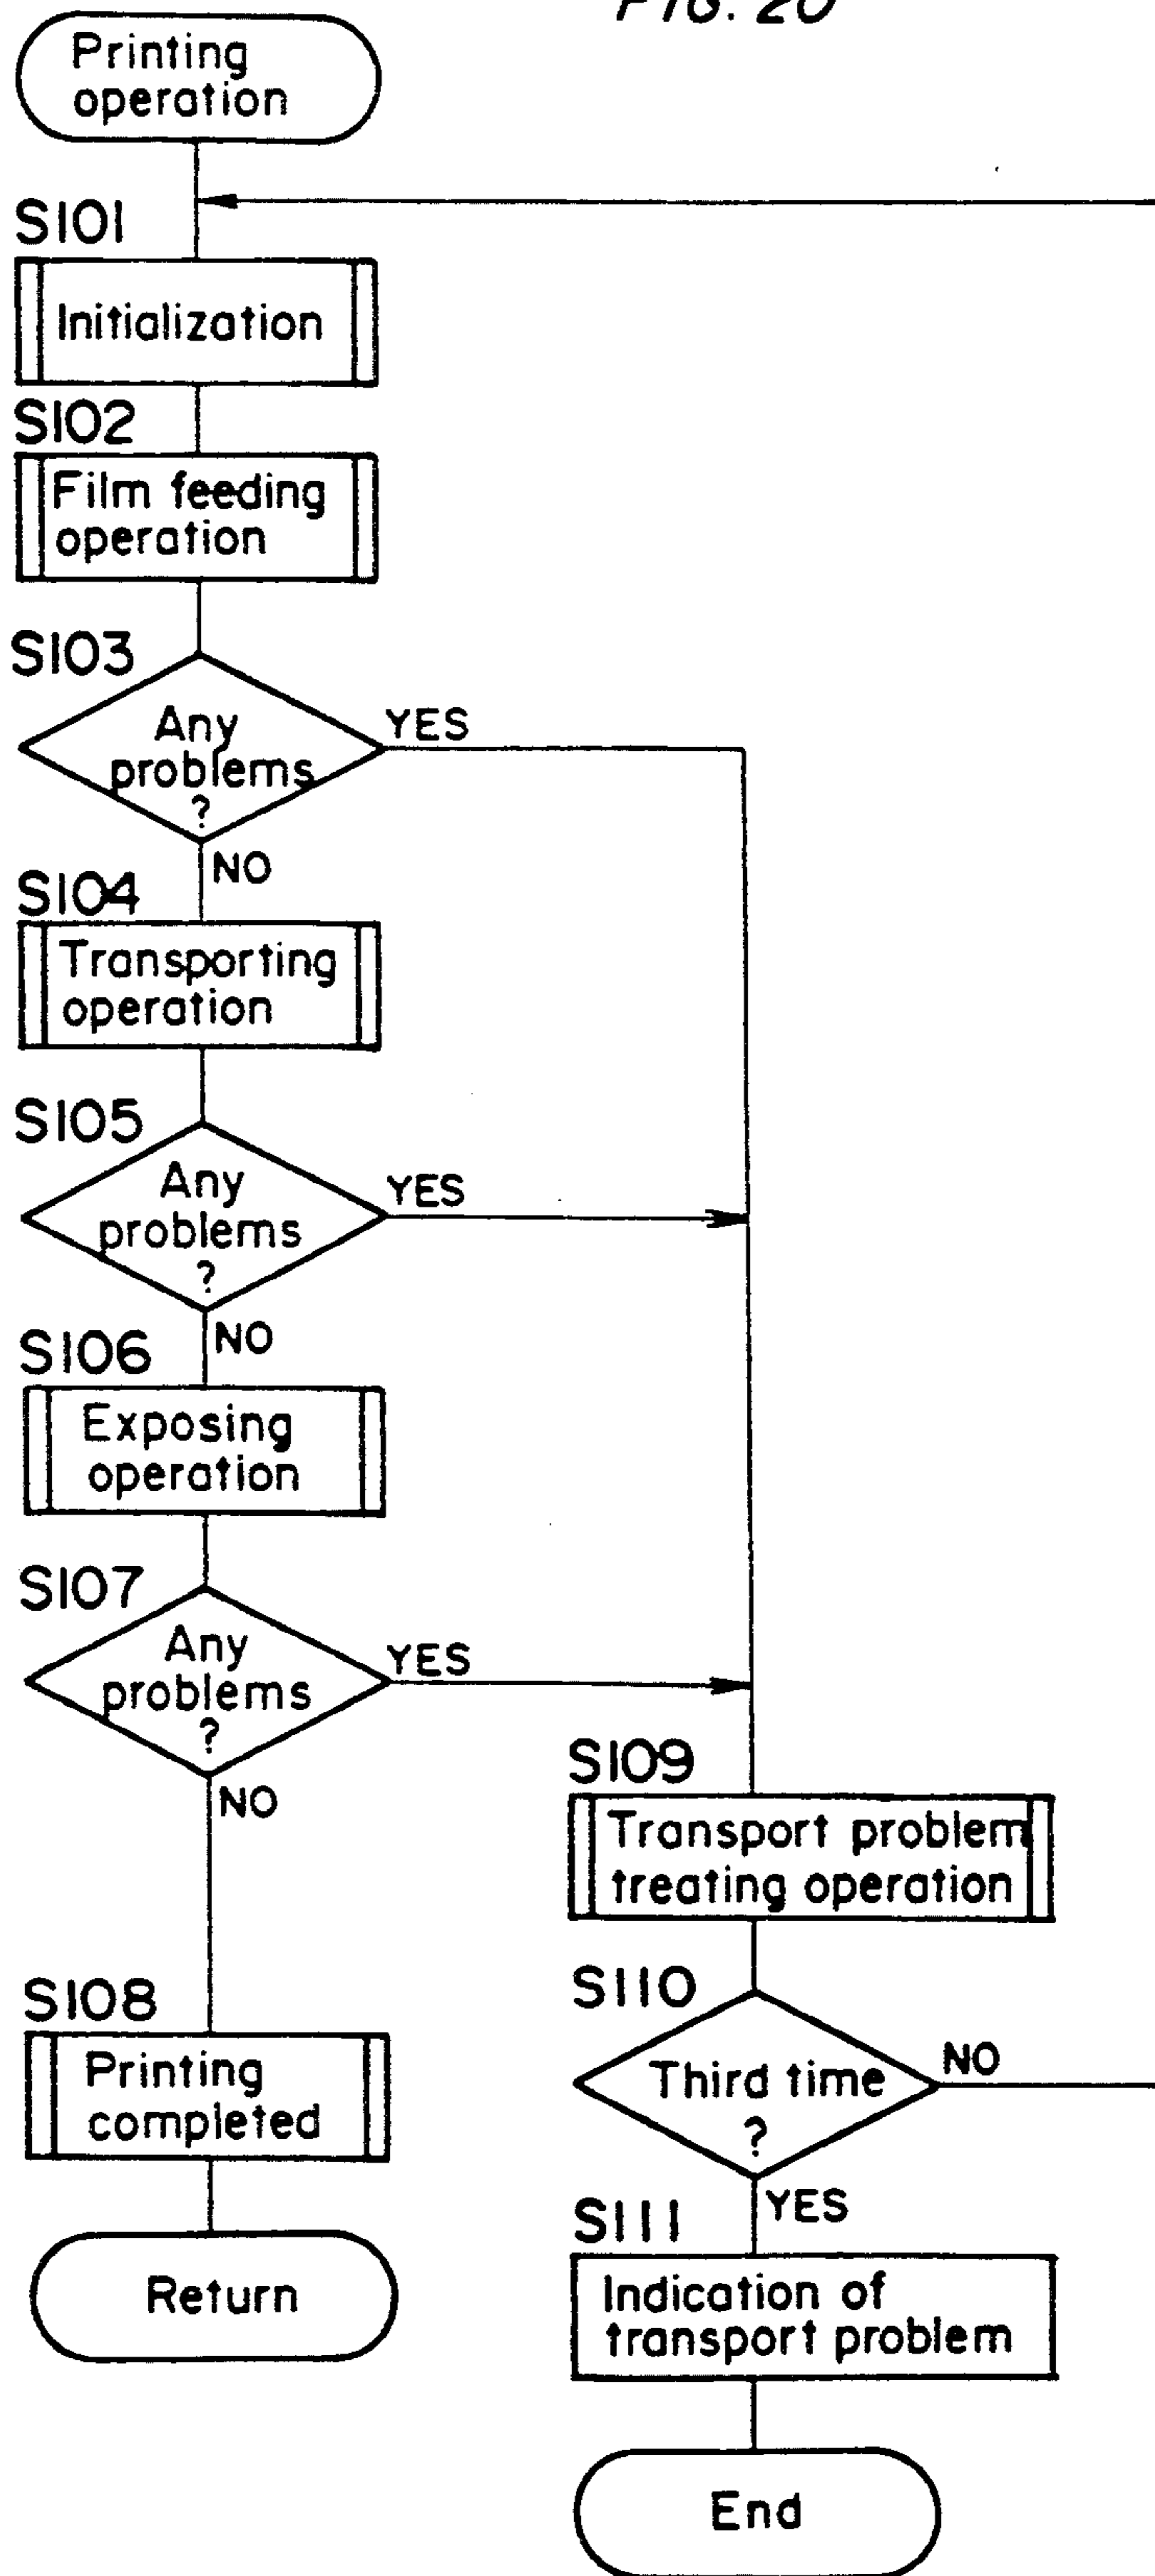 FIG. 20
Printing
operation
S101
Initialization
S102
Film feeding
operation
S103
Any
problems
?
YES
NO
S104
Transporting
operation
S105
Any
problems
?
YES
NO
S106
Exposing
operation
S107
Any
problems
?
YES
NO
S108
Printing
completed
Return
S109
Transport problem
treating operation
S110
Third time
?
NO
YES
S111
Indication of
transport problem
End